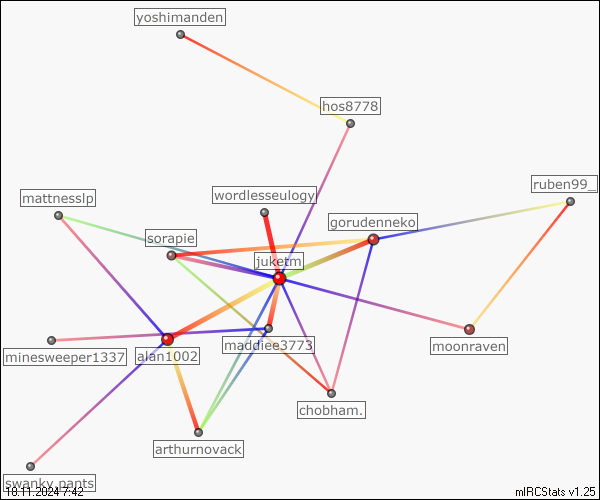 yoshimanden
hos8778
ruben99_
mattnesslp
wordlesseulogy
gorudenneko
sorapie
juketm
minesweeper1337
alan1002
maddiee3773
moonraven
chobham.
arthurnovack
swanky.pants
10.11.2024 7:42
mIRCStats v1.25